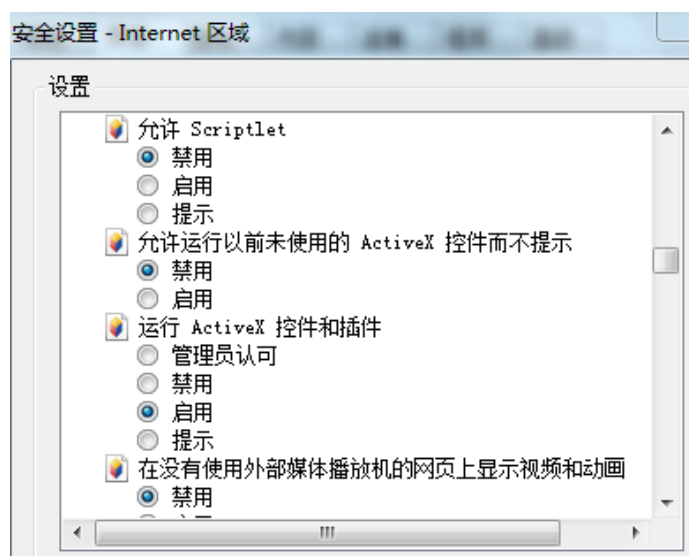 安全设置 - Internet 区域
设置
允许 Scriptlet
禁用
启用
提示
允许运行以前未使用的 ActiveX 控件而不提示
禁用
启用
运行 ActiveX 控件和插件
管理员认可
禁用
启用
提示
在没有使用外部媒体播放机的网页上显示视频和动画
禁用